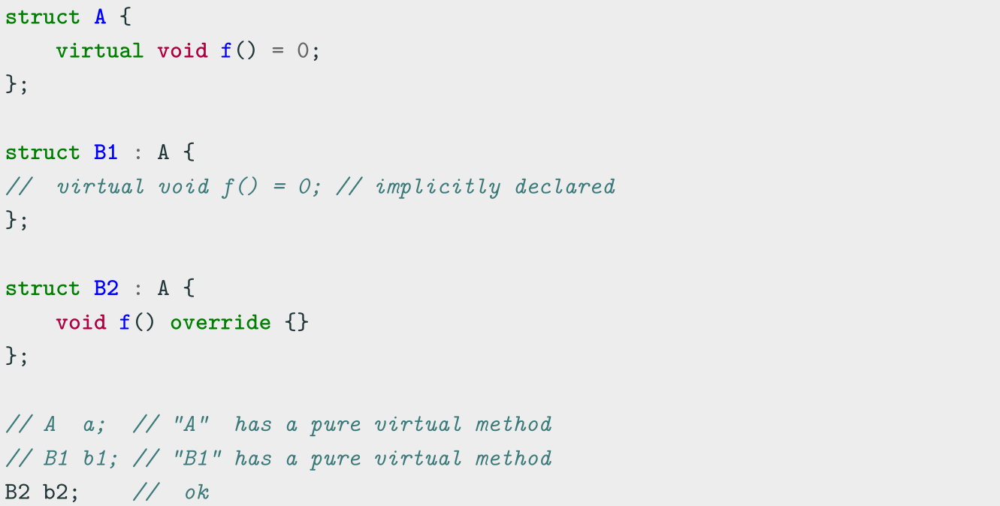 struct A {
    virtual void f() = 0;
};

struct B1 : A {
//  virtual void f() = 0; // implicitly declared
};

struct B2 : A {
    void f() override {}
};

// A  a;  // "A"  has a pure virtual method
// B1 b1; // "B1" has a pure virtual method
B2 b2;    //  ok